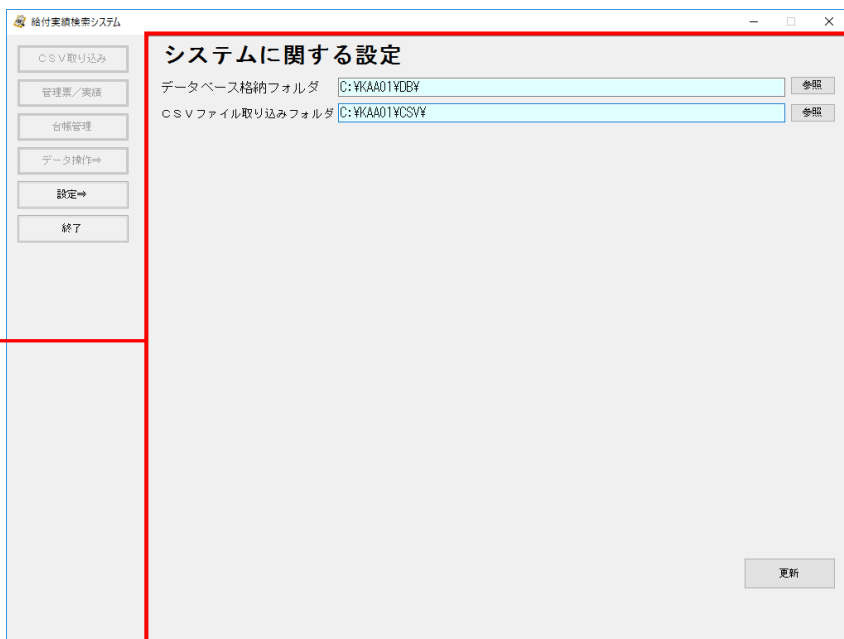 給付実績検索システム
ＣＳＶ取り込み
管理票／実績
台帳管理
データ操作⇒
設定⇒
終了
システムに関する設定
データベース格納フォルダ C:¥KAA01¥DB¥ 参照
ＣＳＶファイル取り込みフォルダ C:¥KAA01¥CSV¥ 参照
更新